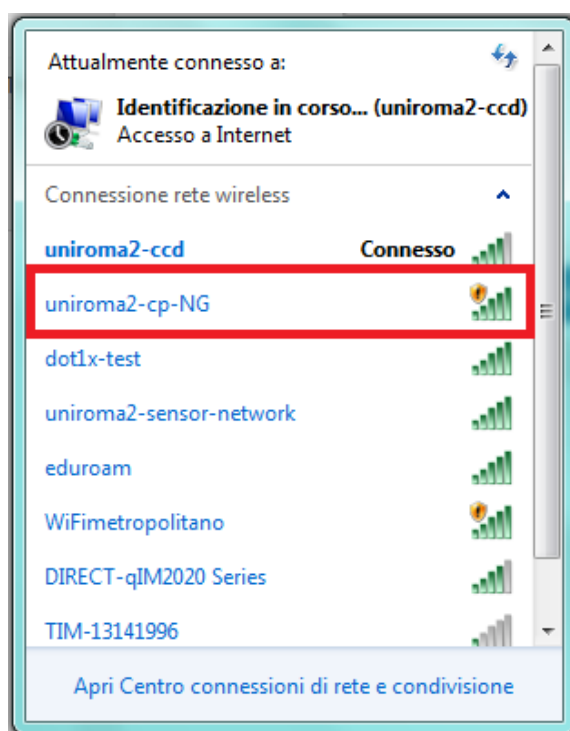 Attualmente connesso a:
Identificazione in corso... (uniroma2-ccd)
Accesso a Internet
Connessione rete wireless
uniroma2-ccd Connesso
uniroma2-cp-NG
dot1x-test
uniroma2-sensor-network
eduroam
WiFimetropolitano
DIRECT-qIM2020 Series
TIM-13141996
Apri Centro connessioni di rete e condivisione